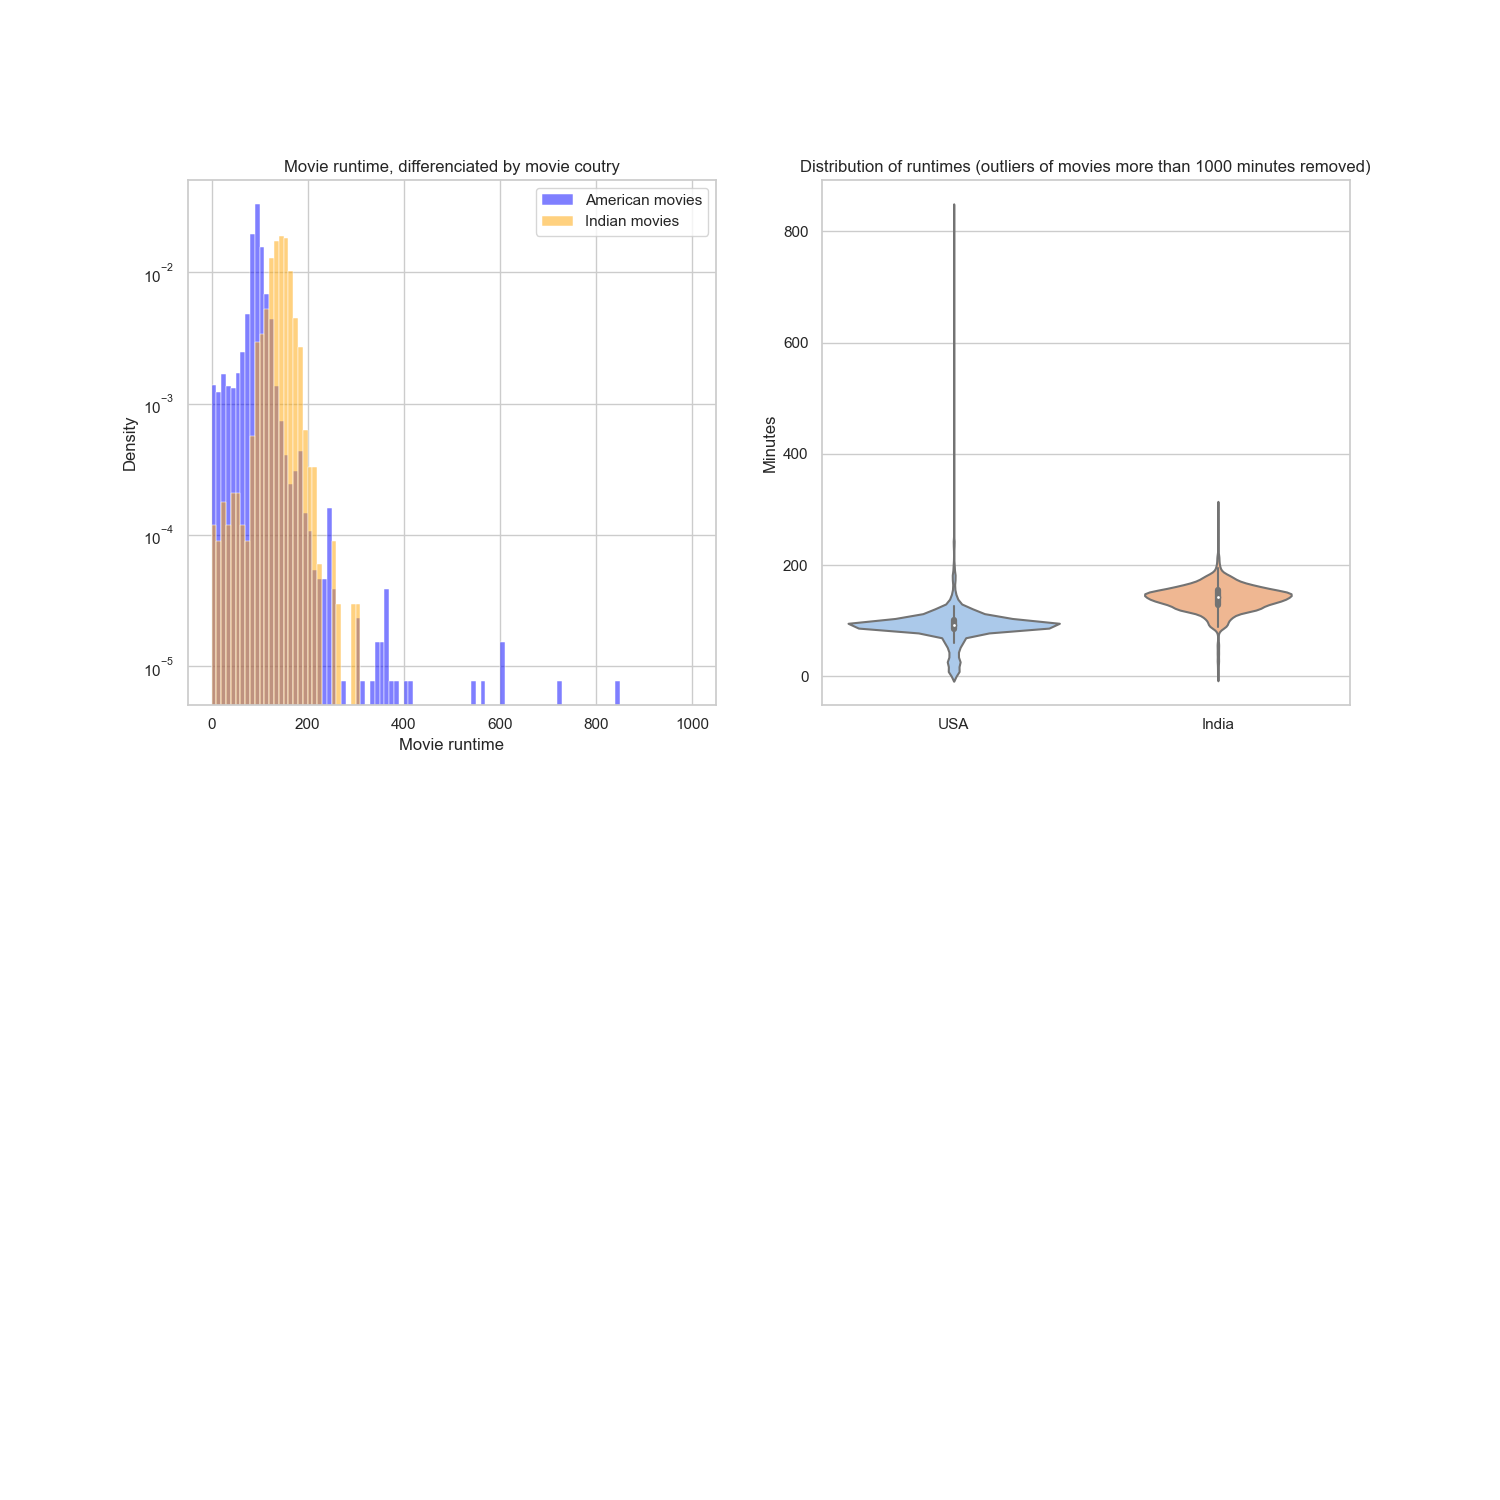 Movie runtime, differenciated by movie coutry
American movies
Indian movies
10^−2
10^−3
10^−4
10^−5
Density
0 200 400 600 800 1000
Movie runtime
Distribution of runtimes (outliers of movies more than 1000 minutes removed)
800
600
400
200
0
Minutes
USA India